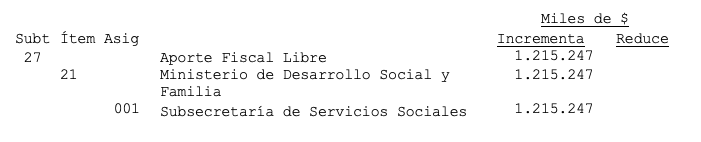 Miles de $
Subt Ítem Asig Incrementa Reduce
27 Aporte Fiscal Libre 1.215.247
21 Ministerio de Desarrollo Social y 1.215.247
Familia
001 Subsecretaría de Servicios Sociales 1.215.247